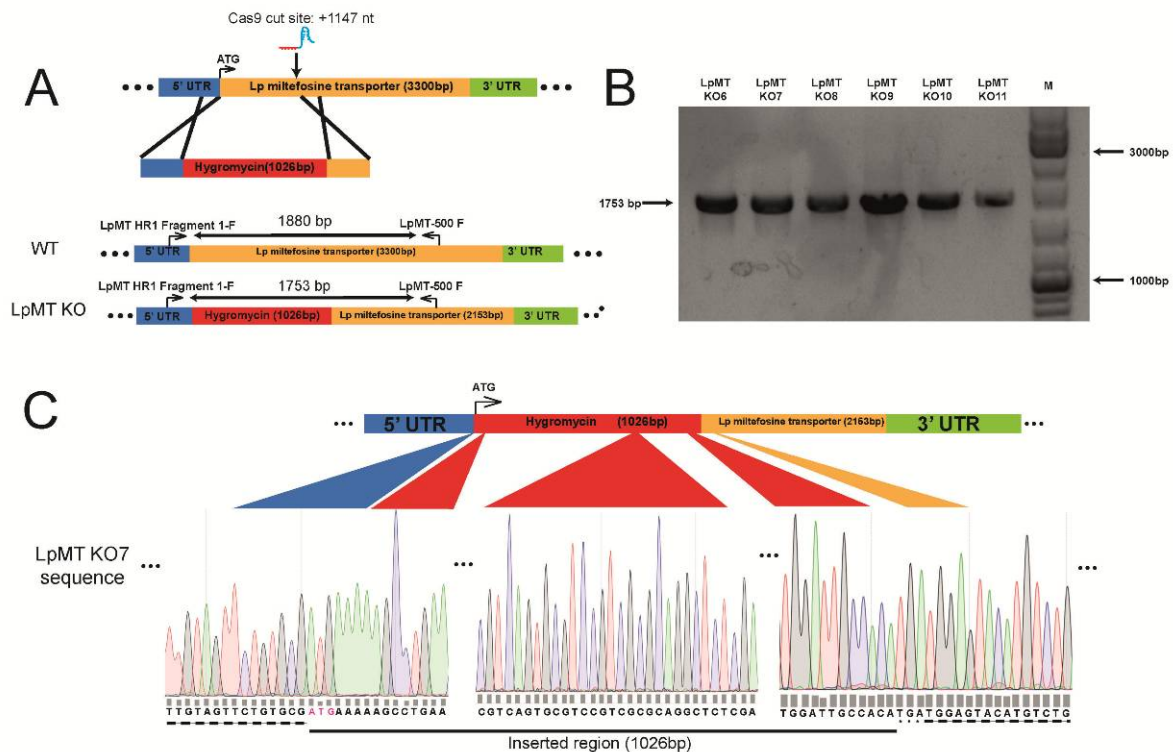 A
Cas9 cut site: +1147 nt
ATG
5' UTR
Lp miltefosine transporter (3300bp)
3' UTR
Hygromycin(1026bp)
LpMT HR1 Fragment 1-F
1880 bp
LpMT-500 F
WT
5' UTR
Lp miltefosine transporter (3300bp)
3' UTR
LpMT HR1 Fragment 1-F
1753 bp
LpMT-500 F
LpMT KO
5' UTR
Hygromycin (1026bp)
Lp miltefosine transporter (2153bp)
3' UTR
B
LpMT KO6
LpMT KO7
LpMT KO8
LpMT KO9
LpMT KO10
LpMT KO11
M
3000bp
1753 bp
1000bp
C
ATG
5' UTR
Hygromycin (1026bp)
Lp miltefosine transporter (2153bp)
3' UTR
LpMT KO7
sequence
TTGTAGTTCTGTGCGATGAAAAAGCCTGAA
CGTCAGTGCGTCCGTCGCGCAGGCTCTCGA
TGGATTGCCACATGATGGAGTACATGTCTG
Inserted region (1026bp)